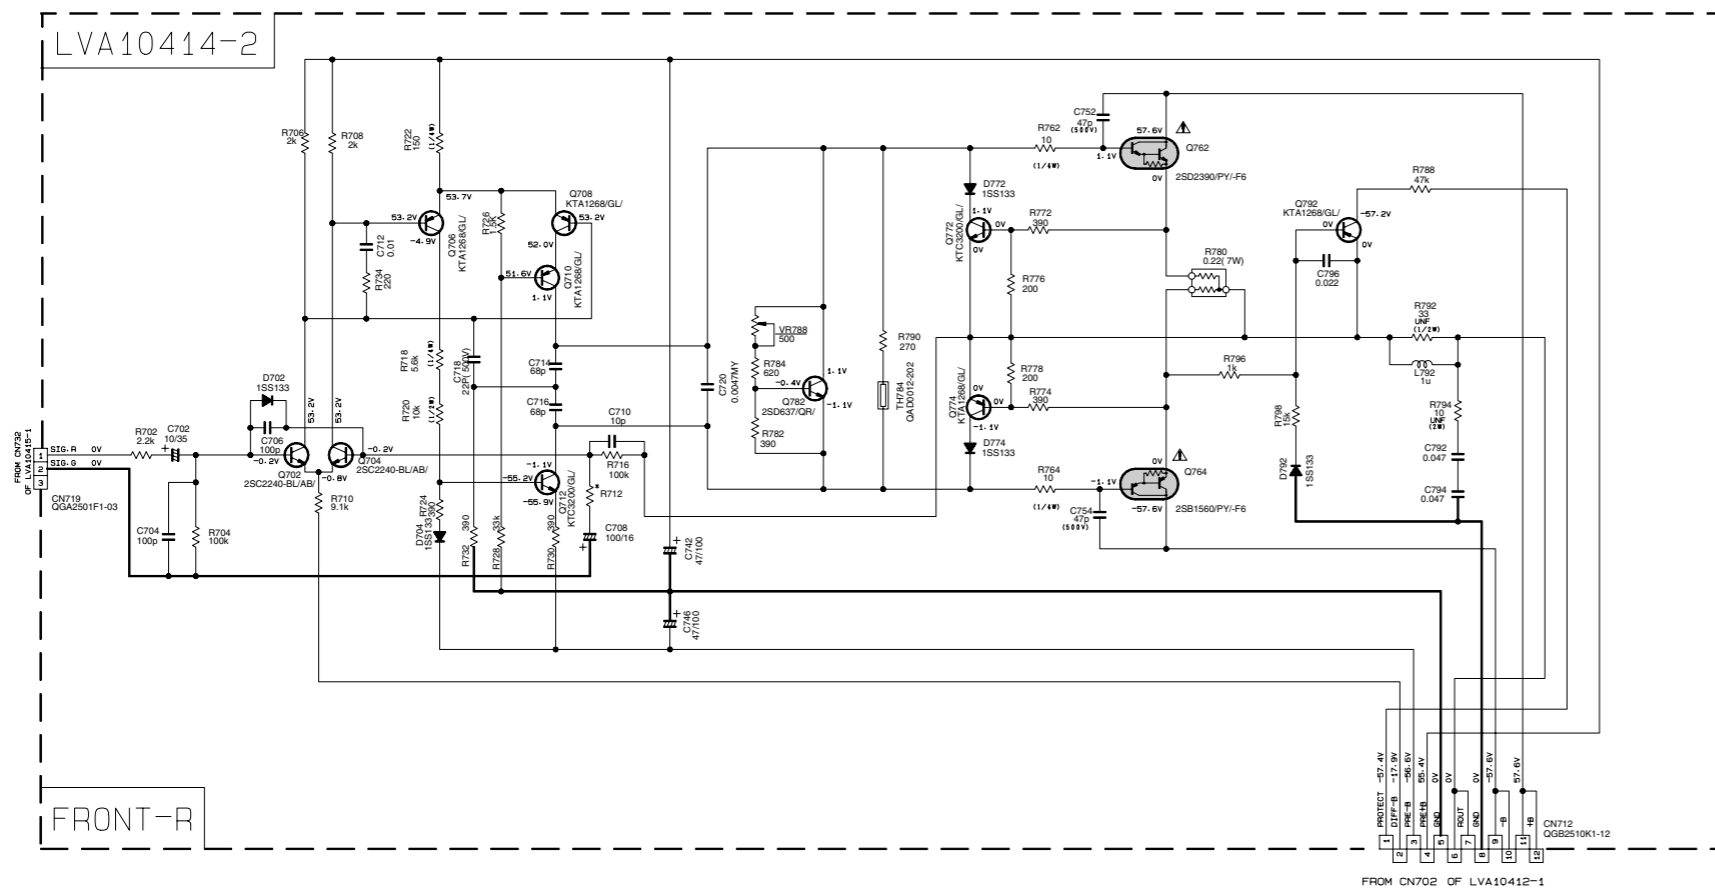 LVA10414-2
R706
2k
R708
2k
R722
150
(1/4W)
53.7V
53.2V
-4.9V
Q706
KTA1268/GL/
C712
0.01
R734
220
R726
1.5K
Q708
KTA1268/GL/
53.2V
52.0V
51.6V
Q710
KTA1268/GL/
1.1V
R718
5.6k
(1/4W)
R720
10k
(1/2W)
C714
68p
C716
68p
C710
10p
R716
100k
D702
1SS133
C706
100p
53.2V
53.2V
-0.2V
Q702
2SC2240-BL/AB/
-0.2V
Q704
2SC2240-BL/AB/
-0.8V
R710
9.1k
FROM CN732
OF LVA10415-1
1
2
3
SIG.R 0V
SIG.G 0V
CN719
QGA2501F1-03
R702
2.2k
C702
10/35
+
C704
100p
R704
100k
R724
390
D704
1SS133
R732
390
R728
33k
R730
390
-1.1V
-55.2V
-55.9V
Q712
KTC3200/GL/
*
R712
C708
100/16
+
C742
47/100
+
C746
47/100
+
C720
0.0047MY
VR788
500
R784
620
R782
390
-0.4V
Q782
2SD637/QR/
1.1V
-1.1V
R790
270
TH784
QAD0012-202
D772
1SS133
1.1V
Q772
KTC3200/GL/
0V
0V
R772
390
R776
200
R778
200
R774
390
Q774
KTA1268/GL/
0V
0V
-1.1V
D774
1SS133
R762
10
(1/4W)
C752
47p
(500V)
57.6V
1.1V
0V
Q762
2SD2390/PY/-F6
R780
0.22(7W)
R764
10
(1/4W)
C754
47p
(500V)
0V
-1.1V
-57.6V
Q764
2SB1560/PY/-F6
Q792
KTA1268/GL/
0V
-57.2V
0V
R788
47k
C796
0.022
R796
1k
R798
15k
D792
1SS133
R792
33
UNF
(1/2W)
L792
1u
R794
10
UNF
(2W)
C792
0.047
C794
0.047
FRONT-R
PROTECT -57.4V
DIFF-B -17.9V
PRE-B -56.6V
PRE+B 55.4V
GND 0V
ROUT 0V
GND 0V
-B -57.6V
+B 57.6V
1
2
3
4
5
6
7
8
9
10
11
12
CN712
QGB2510K1-12
FROM CN702 OF LVA10412-1